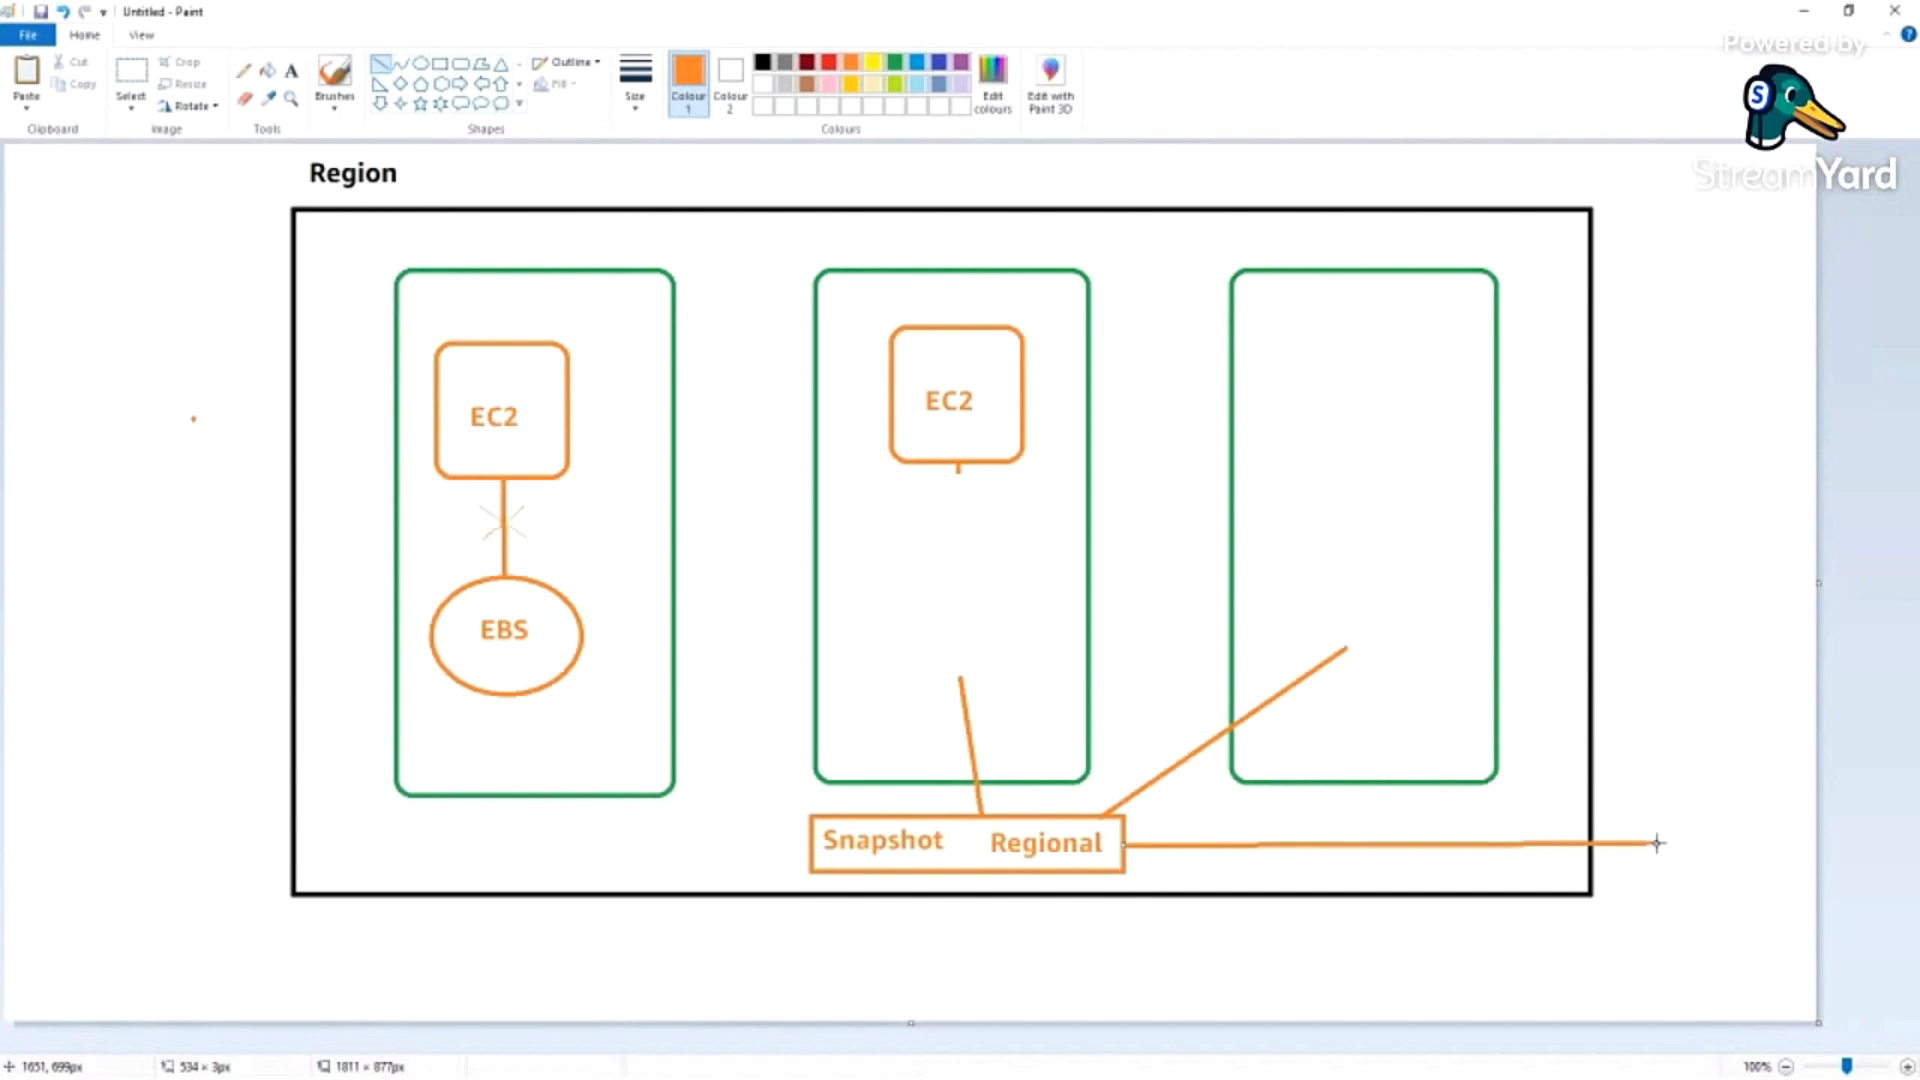 Untitled - Paint
File Home View
Powered by
StreamYard
Paste Cut Copy
Clipboard
Select Crop Resize Rotate
Image
Tools
Brushes
Outline Fill
Shapes
Size
Colour 1 Colour 2
Edit colours
Colours
Edit with Paint 3D
Region
EC2
EBS
EC2
Snapshot Regional
1651, 699px 534 × 3px 1811 × 877px 100%